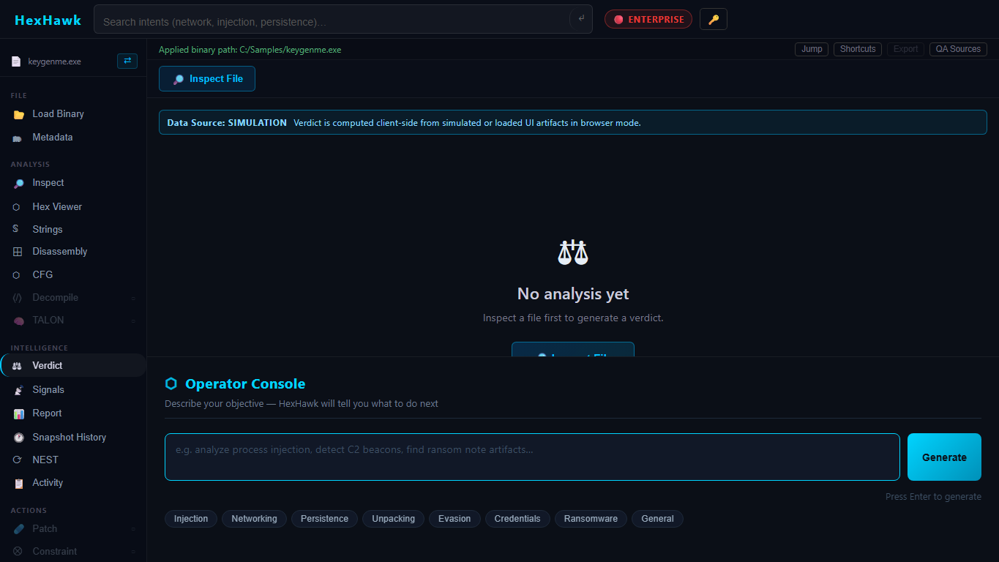 HexHawk
Search intents (network, injection, persistence)…
ENTERPRISE
keygenme.exe
Applied binary path: C:/Samples/keygenme.exe
Jump
Shortcuts
Export
QA Sources
Inspect File
FILE
Load Binary
Metadata
ANALYSIS
Inspect
Hex Viewer
Strings
Disassembly
CFG
Decompile
TALON
INTELLIGENCE
Verdict
Signals
Report
Snapshot History
NEST
Activity
ACTIONS
Patch
Constraint
Data Source: SIMULATION Verdict is computed client-side from simulated or loaded UI artifacts in browser mode.
No analysis yet
Inspect a file first to generate a verdict.
Inspect File
Operator Console
Describe your objective — HexHawk will tell you what to do next
e.g. analyze process injection, detect C2 beacons, find ransom note artifacts...
Generate
Press Enter to generate
Injection
Networking
Persistence
Unpacking
Evasion
Credentials
Ransomware
General